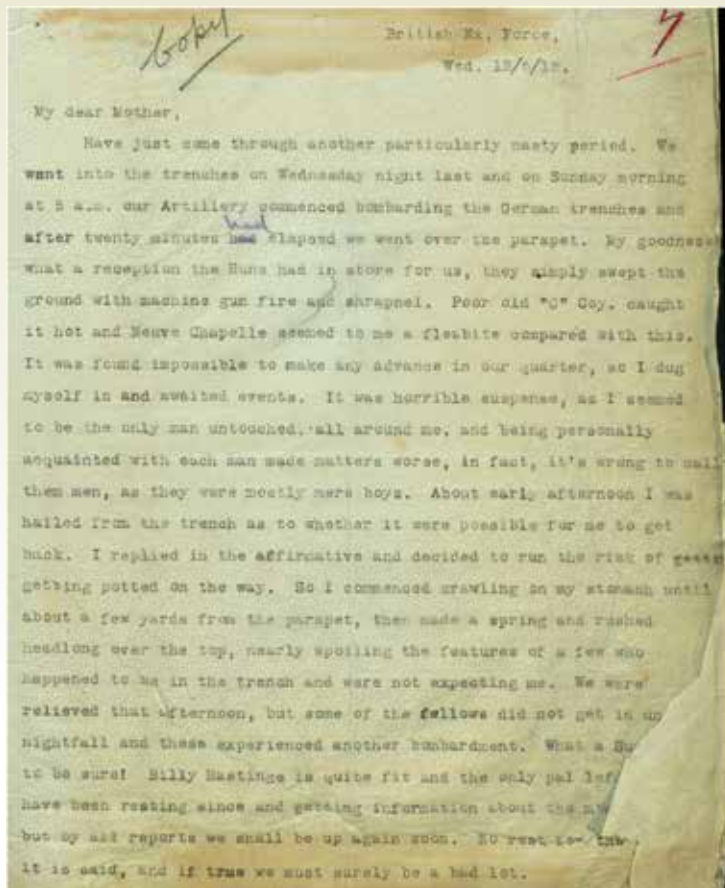 Copy
British Ex. Force,
Wed.
My dear Mother,
Have just come through another particularly nasty period. We
went into the trenches on Wednesday night last and on Sunday morning
at 5 a.m. our Artillery commenced bombarding the German trenches and
had
after twenty minutes had elapsed we went over the parapet. My goodness
what a reception the Huns had in store for us, they simply swept the
ground with machine gun fire and shrapnel. Poor old "C" Coy. caught
it hot and Neuve Chapelle seemed to me a fleabite compared with this.
It was found impossible to make any advance in our quarter, so I dug
myself in and awaited events. It was horrible suspense, as I seemed
to be the only man untouched, all around me, and being personally
acquainted with each man made matters worse, in fact, it's wrong to call
them men, as they were mostly mere boys. About early afternoon I was
hailed from the trench as to whether it were possible for me to get
back. I replied in the affirmative and decided to run the risk of
getting potted on the way. So I commenced crawling on my stomach until
about a few yards from the parapet, then made a spring and rushed
headlong over the top, nearly spoiling the features of a few who
happened to be in the trench and were not expecting me. We were
relieved that afternoon, but some of the fellows did not get in un
nightfall and these experienced another bombardment. What a Su
to be sure! Billy Hastings is quite fit and the only pal lef
have been resting since and getting information about the
but by all reports we shall be up again soon. No rest
it is said, and if true we must surely be a bad lot.